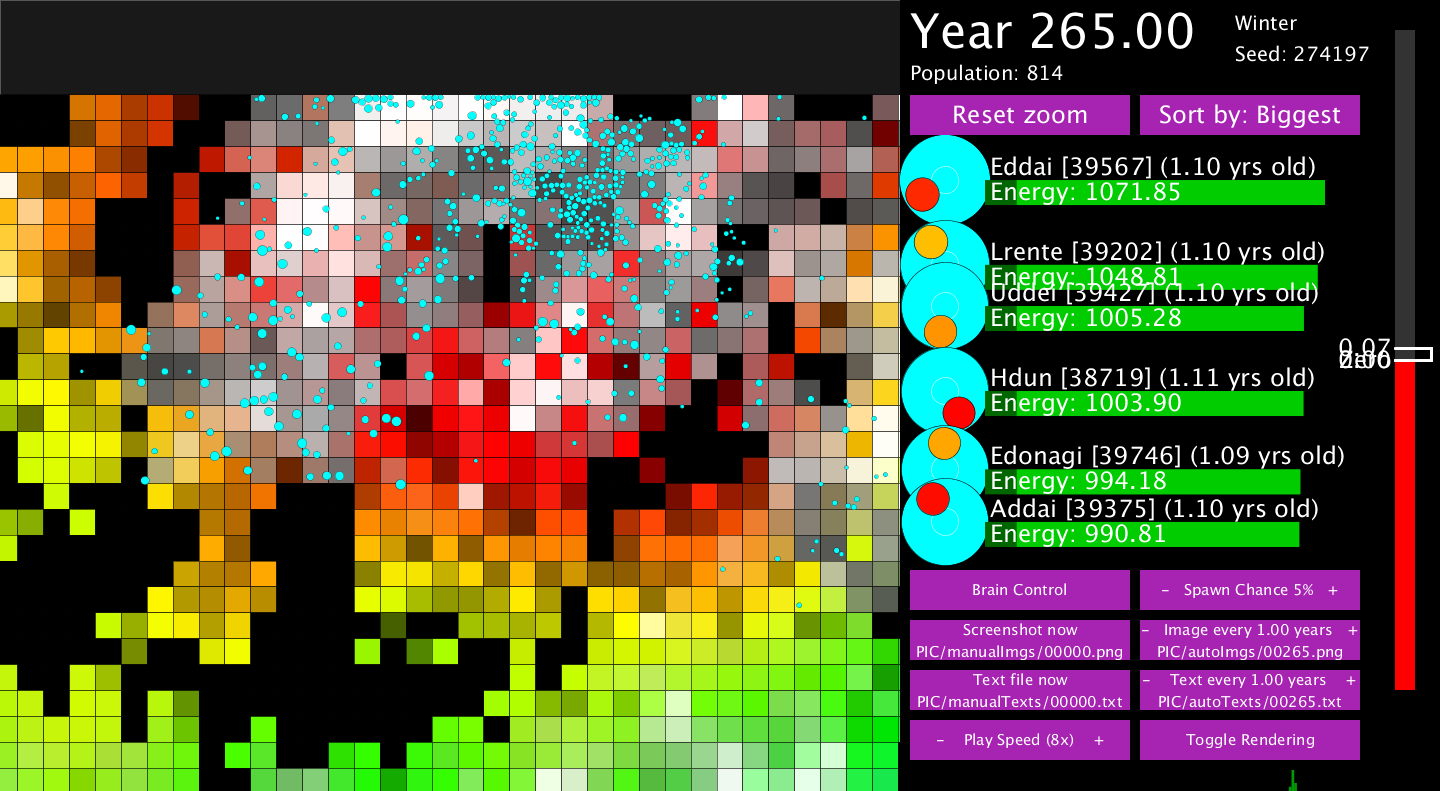 Year 265.00
Winter
Seed: 274197
Population: 814
Reset zoom
Sort by: Biggest
Eddai [39567] (1.10 yrs old)
Energy: 1071.85
Lrente [39202] (1.10 yrs old)
Energy: 1048.81
Uddei [39427] (1.10 yrs old)
Energy: 1005.28
0.07
Hdun [38719] (1.11 yrs old)
Energy: 1003.90
Edonagi [39746] (1.09 yrs old)
Energy: 994.18
Addai [39375] (1.10 yrs old)
Energy: 990.81
Brain Control
- Spawn Chance 5% +
Screenshot now
PIC/manualImgs/00000.png
- Image every 1.00 years +
PIC/autoImgs/00265.png
Text file now
PIC/manualTexts/00000.txt
- Text every 1.00 years +
PIC/autoTexts/00265.txt
- Play Speed (8x) +
Toggle Rendering